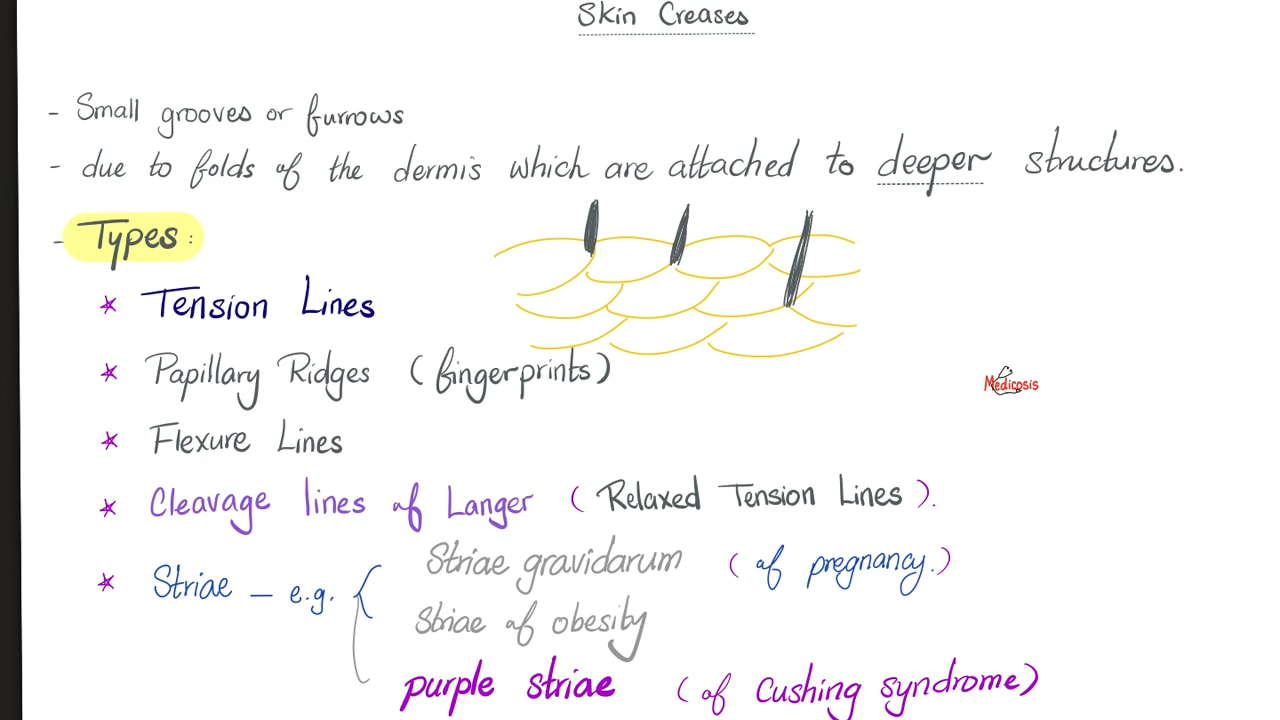 Skin Creases
- Small grooves or furrows
- due to folds of the dermis which are attached to deeper structures.
- Types:
* Tension Lines
* Papillary Ridges (fingerprints)
Medicosis
* Flexure Lines
* Cleavage lines of Langer (Relaxed Tension Lines).
* Striae - e.g. { Striae gravidarum (of pregnancy.)
Striae of obesity
purple striae (of Cushing syndrome)